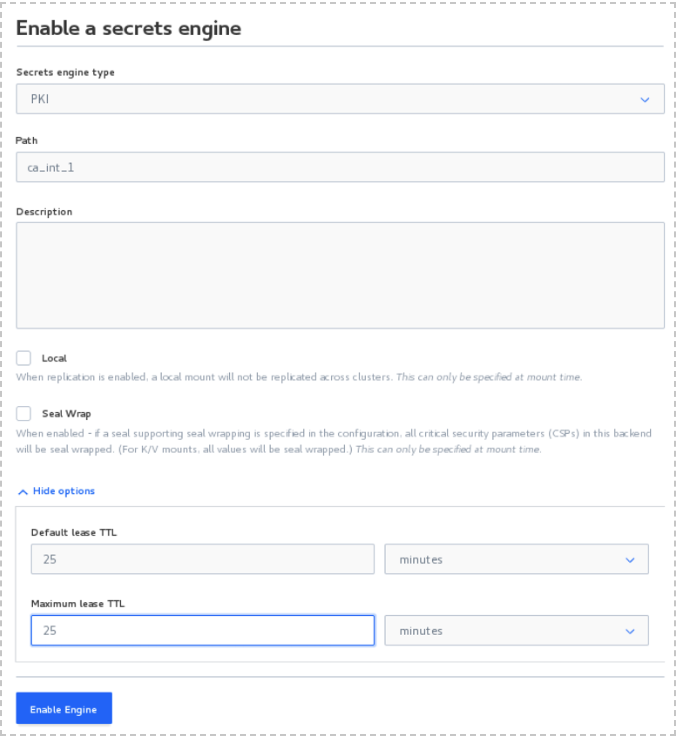 Enable a secrets engine
Secrets engine type
PKI
Path
ca_int_1
Description
Local
When replication is enabled, a local mount will not be replicated across clusters. This can only be specified at mount time.
Seal Wrap
When enabled - if a seal supporting seal wrapping is specified in the configuration, all critical security parameters (CSPs) in this backend
will be seal wrapped. (For K/V mounts, all values will be seal wrapped.) This can only be specified at mount time.
Hide options
Default lease TTL
25 minutes
Maximum lease TTL
25 minutes
Enable Engine